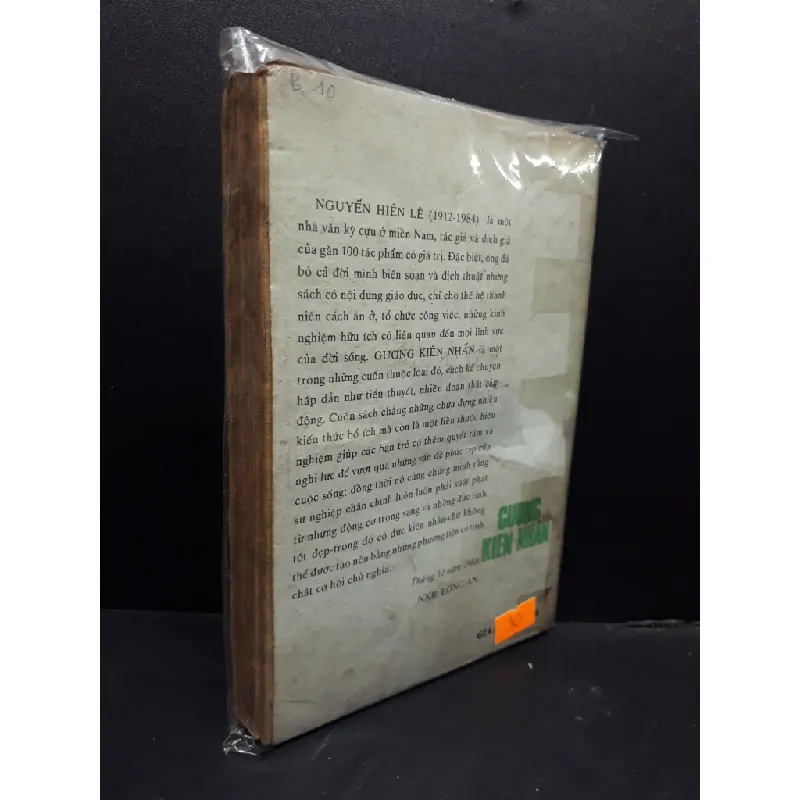 B 10
NGUYỄN HIẾN LÊ (1912-1984) là một
nhà văn kỳ cựu ở miền Nam, tác giả và dịch giả
của gần 100 tác phẩm có giá trị. Đặc biệt, ông đã
bỏ cả đời mình biên soạn và dịch thuật những
sách có nội dung giáo dục, chỉ cho thế hệ thanh
niên cách ăn ở, tổ chức công việc, những kinh
nghiệm hữu ích có liên quan đến mọi lĩnh vực
của đời sống. GƯƠNG KIÊN NHẪN là một
trong những cuốn thuộc loại đó, cách kể chuyện
hấp dẫn như tiểu thuyết, nhiều đoạn thật cảm
động. Cuốn sách chẳng những chứa đựng nhiều
kiến thức bổ ích mà còn là một liều thuốc hiệu
nghiệm giúp các bạn trẻ có thêm quyết tâm và
nghị lực để vượt qua những vấn đề phức tạp của
cuộc sống; đồng thời nó cũng chứng minh rằng
sự nghiệp chân chính luôn luôn phải xuất phát
từ những động cơ trong sáng và những đức tính
tốt đẹp-trong đó có đức kiên nhẫn-chứ không
thể được tạo nên bằng những phương tiện có tính
chất cơ hội chủ nghĩa.
Tháng 11 năm
NXB LONG AN
GƯƠNG
KIÊN NHẪN
GIÁ